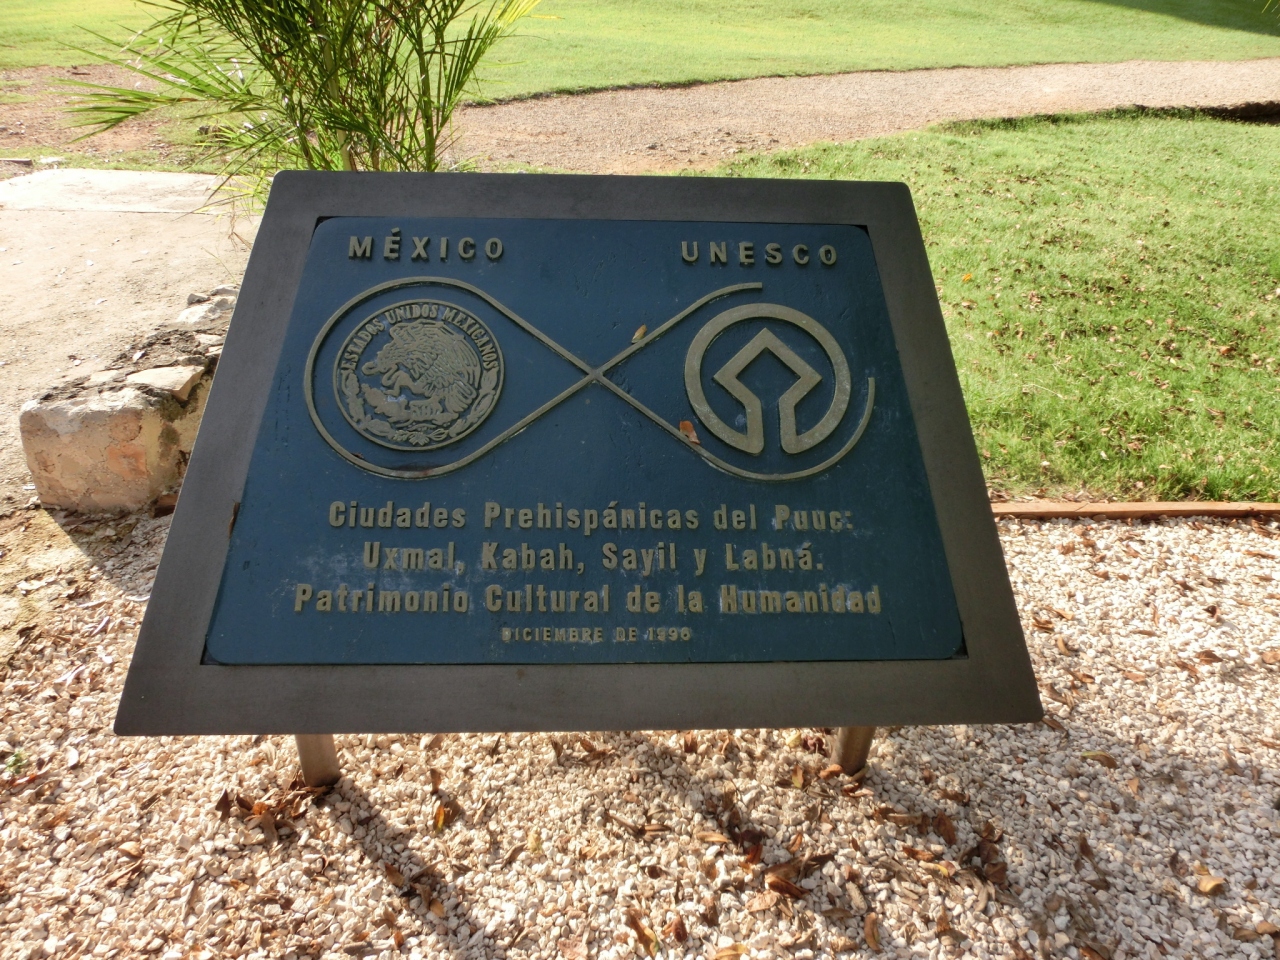 MÉXICO UNESCO
ESTADOS UNIDOS MEXICANOS
Ciudades Prehispánicas del Puuc:
Uxmal, Kabah, Sayil y Labná.
Patrimonio Cultural de la Humanidad
DICIEMBRE DE 1996